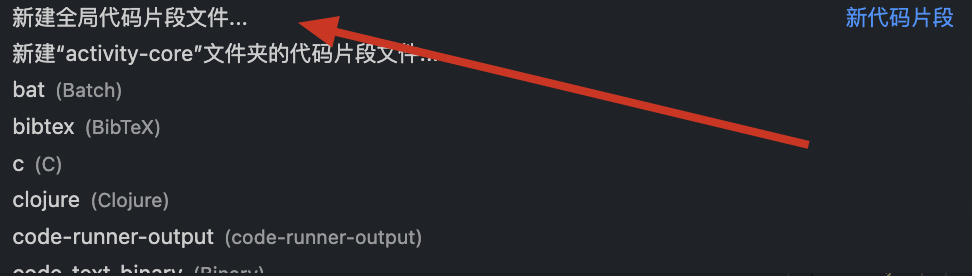 新建全局代码片段文件... 新代码片段
新建“activity-core”文件夹的代码片段文件...
bat (Batch)
bibtex (BibTeX)
c (C)
clojure (Clojure)
code-runner-output (code-runner-output)
code_text_binary (Binary)